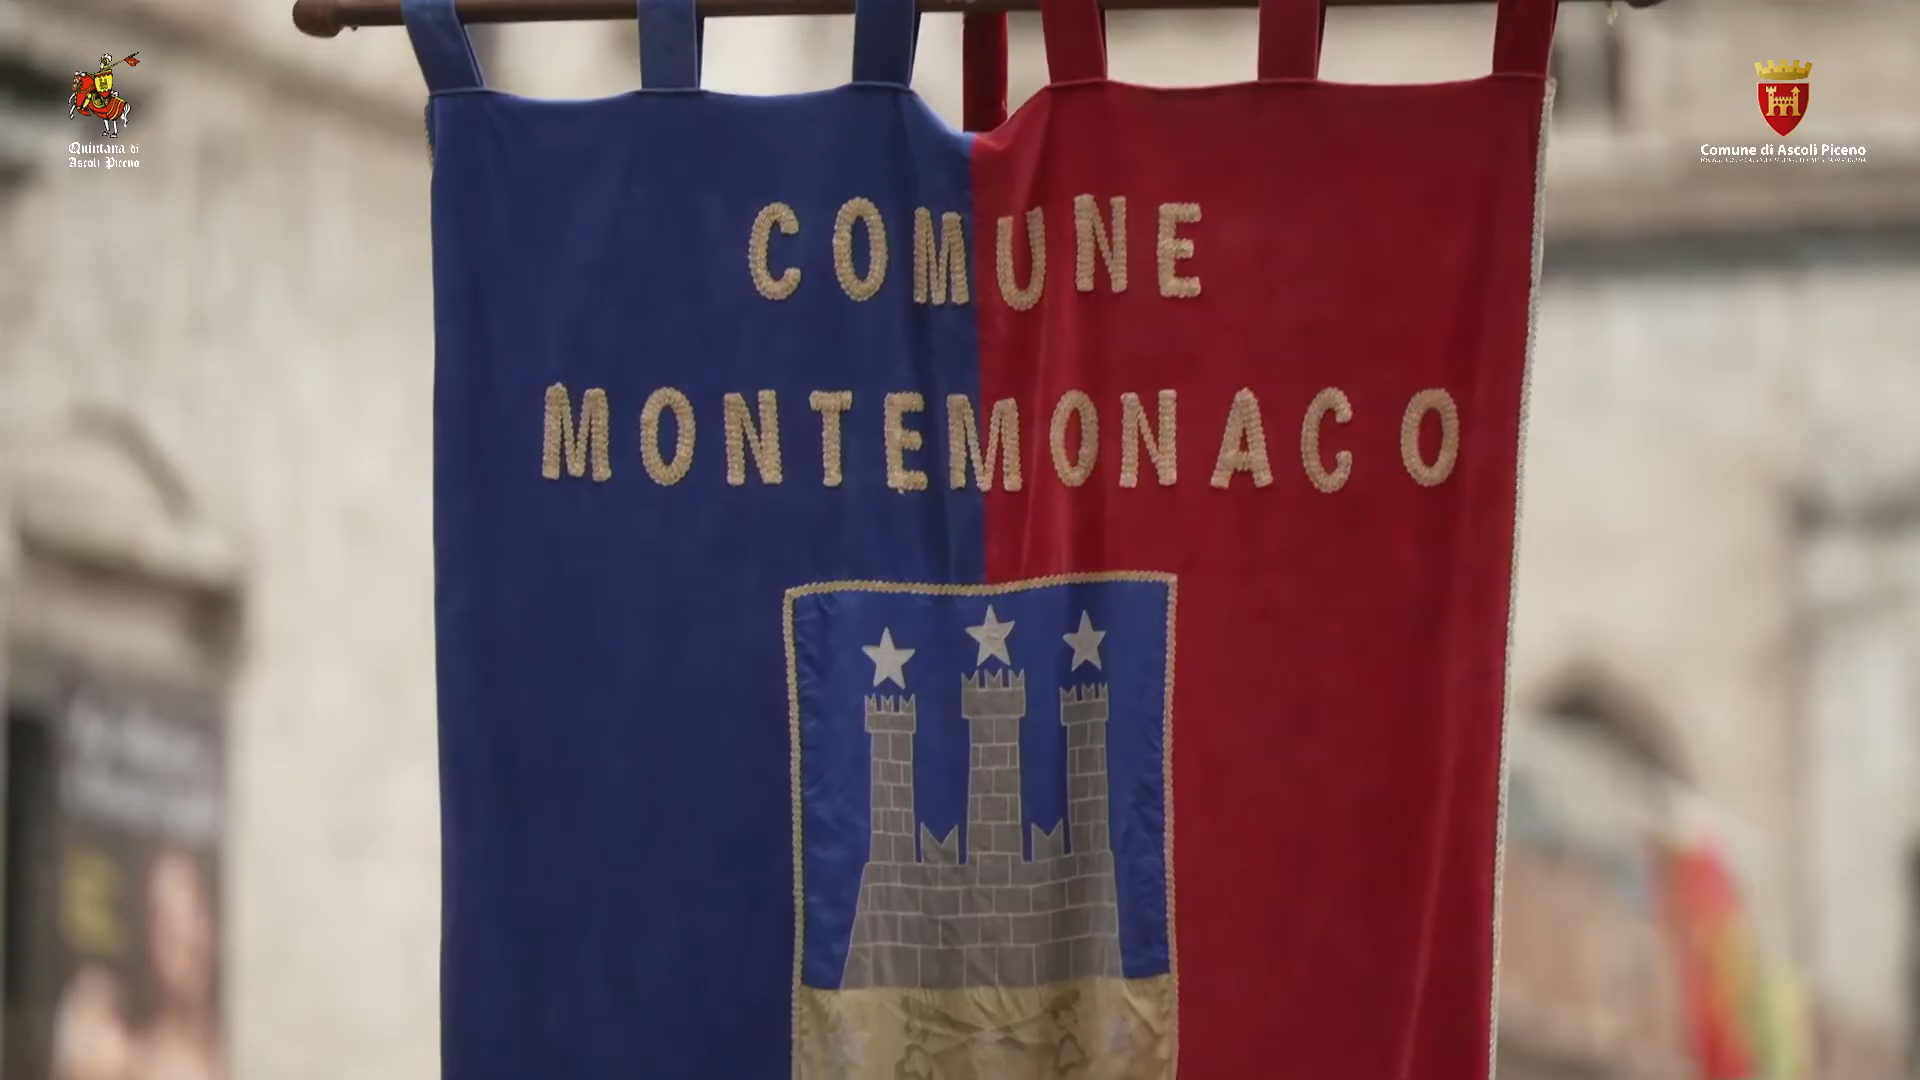 Quintana di
Ascoli Piceno
Comune di Ascoli Piceno
COMUNE
MONTEMONACO